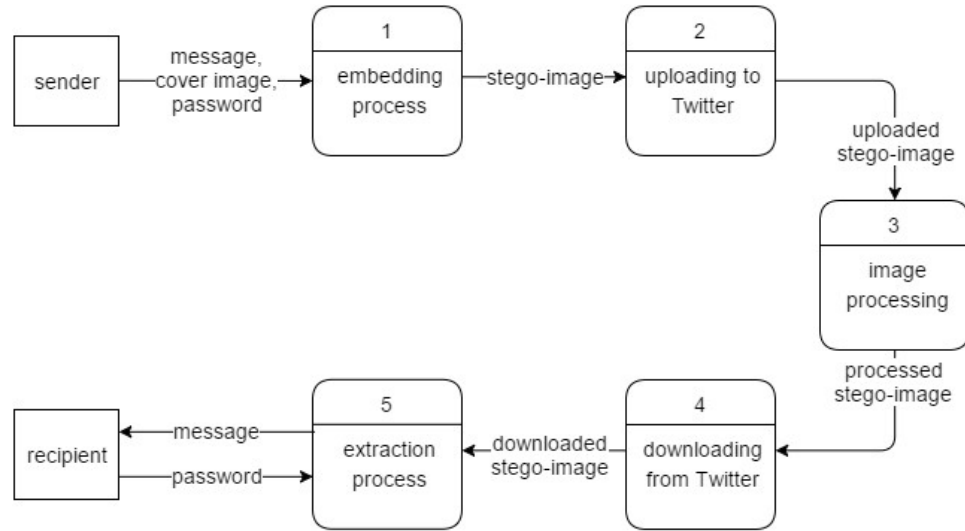 sender
message,
cover image,
password
1
embedding
process
stego-image
2
uploading to
Twitter
uploaded
stego-image
3
image
processing
processed
stego-image
4
downloading
from Twitter
downloaded
stego-image
5
extraction
process
message
password
recipient